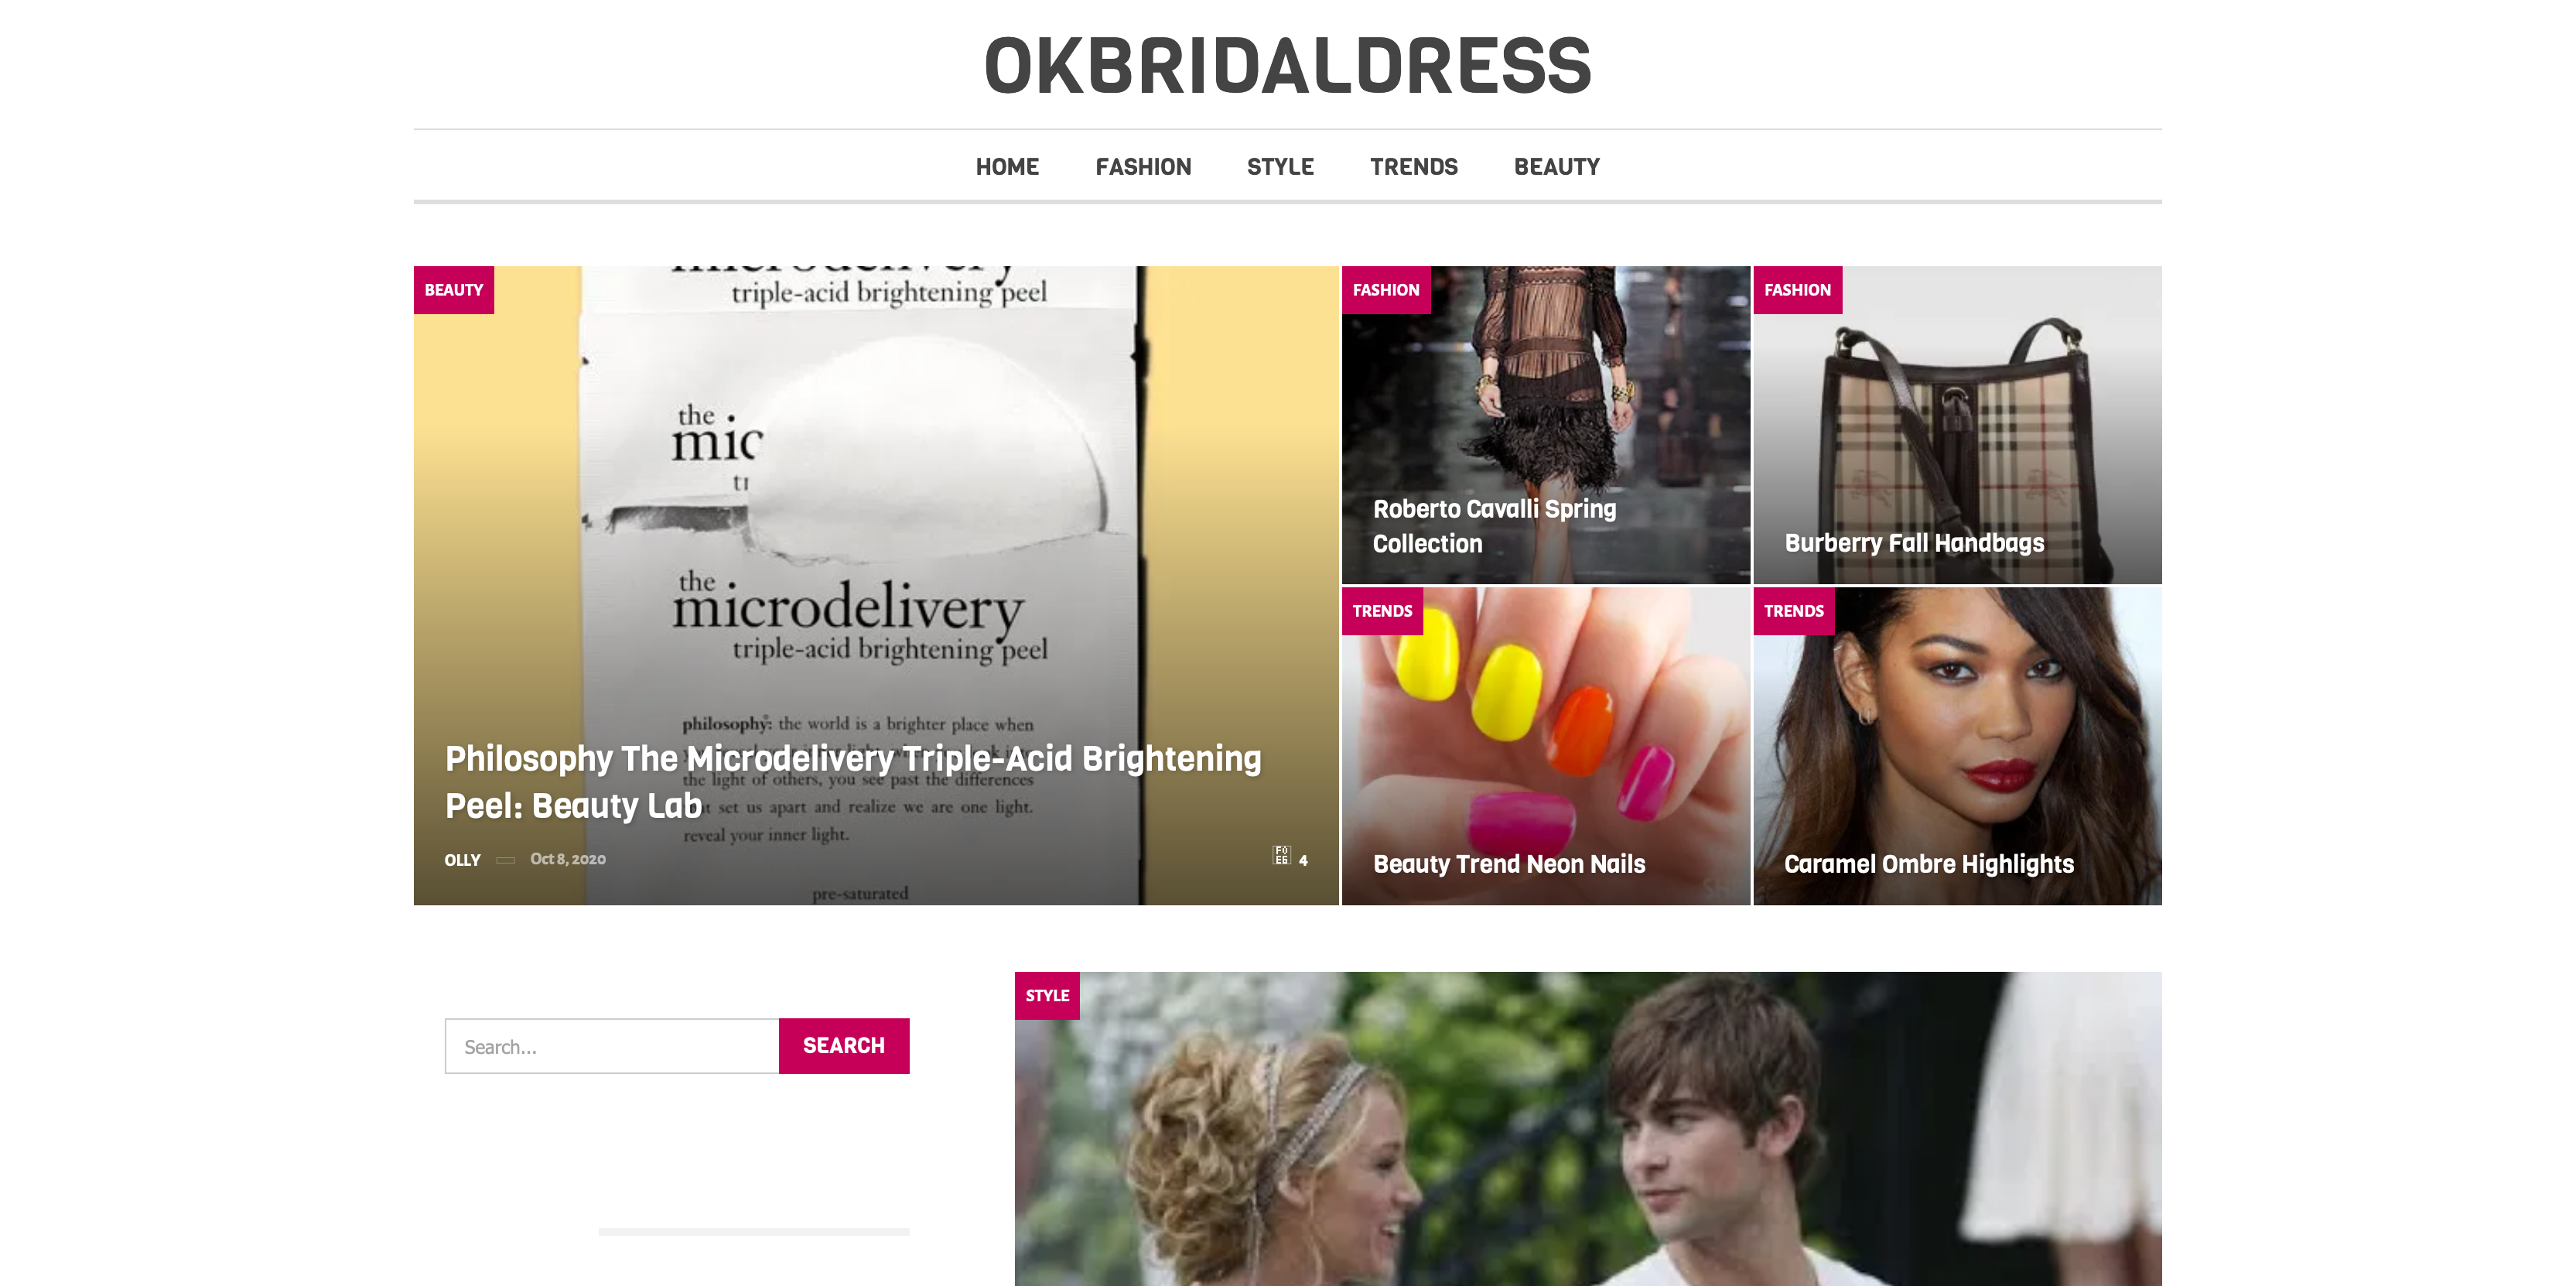 OKBRIDALDRESS
HOME FASHION STYLE TRENDS BEAUTY
BEAUTY
triple-acid brightening peel
the
mic
tr
the
microdelivery
triple-acid brightening peel
philosophy: the world is a brighter place when
the light of others, you see past the differences
set us apart and realize we are one light.
reveal your inner light.
pre-saturated
Philosophy The Microdelivery Triple-Acid Brightening
Peel: Beauty Lab
OLLY Oct 8, 2020
4
FASHION
Roberto Cavalli Spring
Collection
FASHION
Burberry Fall Handbags
TRENDS
Beauty Trend Neon Nails
TRENDS
Caramel Ombre Highlights
Search...
SEARCH
STYLE